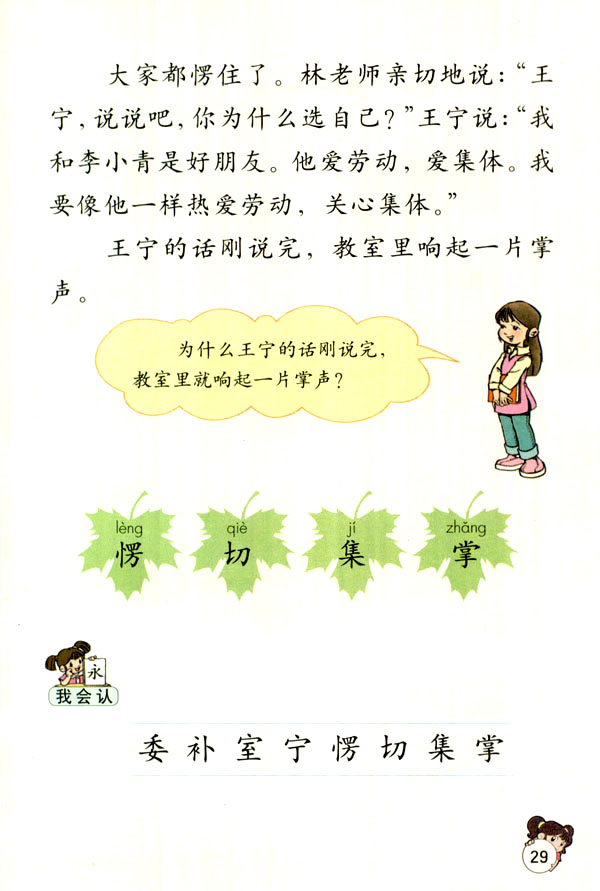 大家都愣住了。林老师亲切地说：“王
宁，说说吧，你为什么选自己？”王宁说：“我
和李小青是好朋友。他爱劳动，爱集体。我
要像他一样热爱劳动，关心集体。”
王宁的话刚说完，教室里响起一片掌
声。
为什么王宁的话刚说完，
教室里就响起一片掌声？
lèng qiè jí zhǎng
愣 切 集 掌
永
我会认
委 补 室 宁 愣 切 集 掌
29